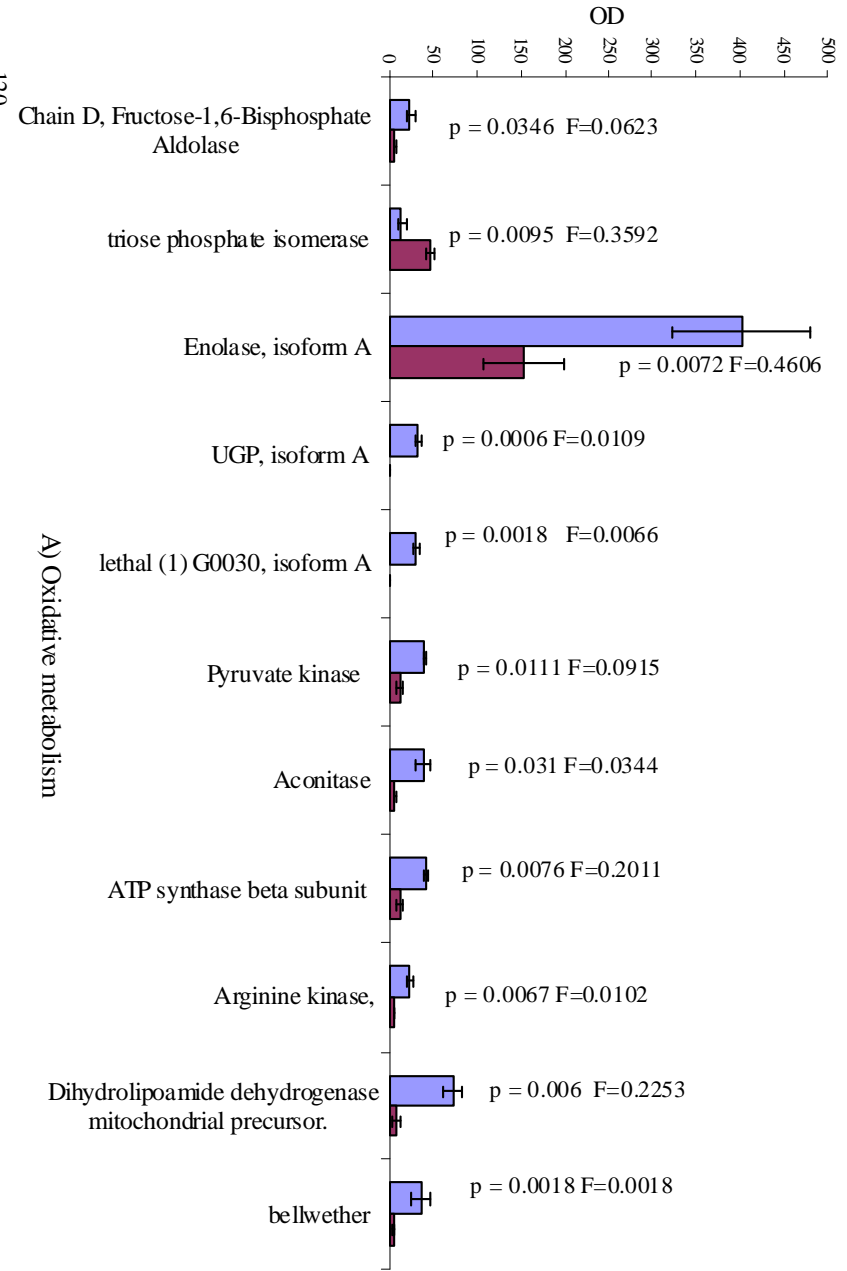 OD
0
50
100
150
200
250
300
350
400
450
500
Chain D, Fructose-1,6-Bisphosphate
Aldolase
p = 0.0346 F=0.0623
triose phosphate isomerase
p = 0.0095 F=0.3592
Enolase, isoform A
p = 0.0072 F=0.4606
UGP, isoform A
p = 0.0006 F=0.0109
lethal (1) G0030, isoform A
p = 0.0018 F=0.0066
Pyruvate kinase
p = 0.0111 F=0.0915
Aconitase
p = 0.031 F=0.0344
ATP synthase beta subunit
p = 0.0076 F=0.2011
Arginine kinase,
p = 0.0067 F=0.0102
Dihydrolipoamide dehydrogenase
mitochondrial precursor.
p = 0.006 F=0.2253
bellwether
p = 0.0018 F=0.0018
A) Oxidative metabolism